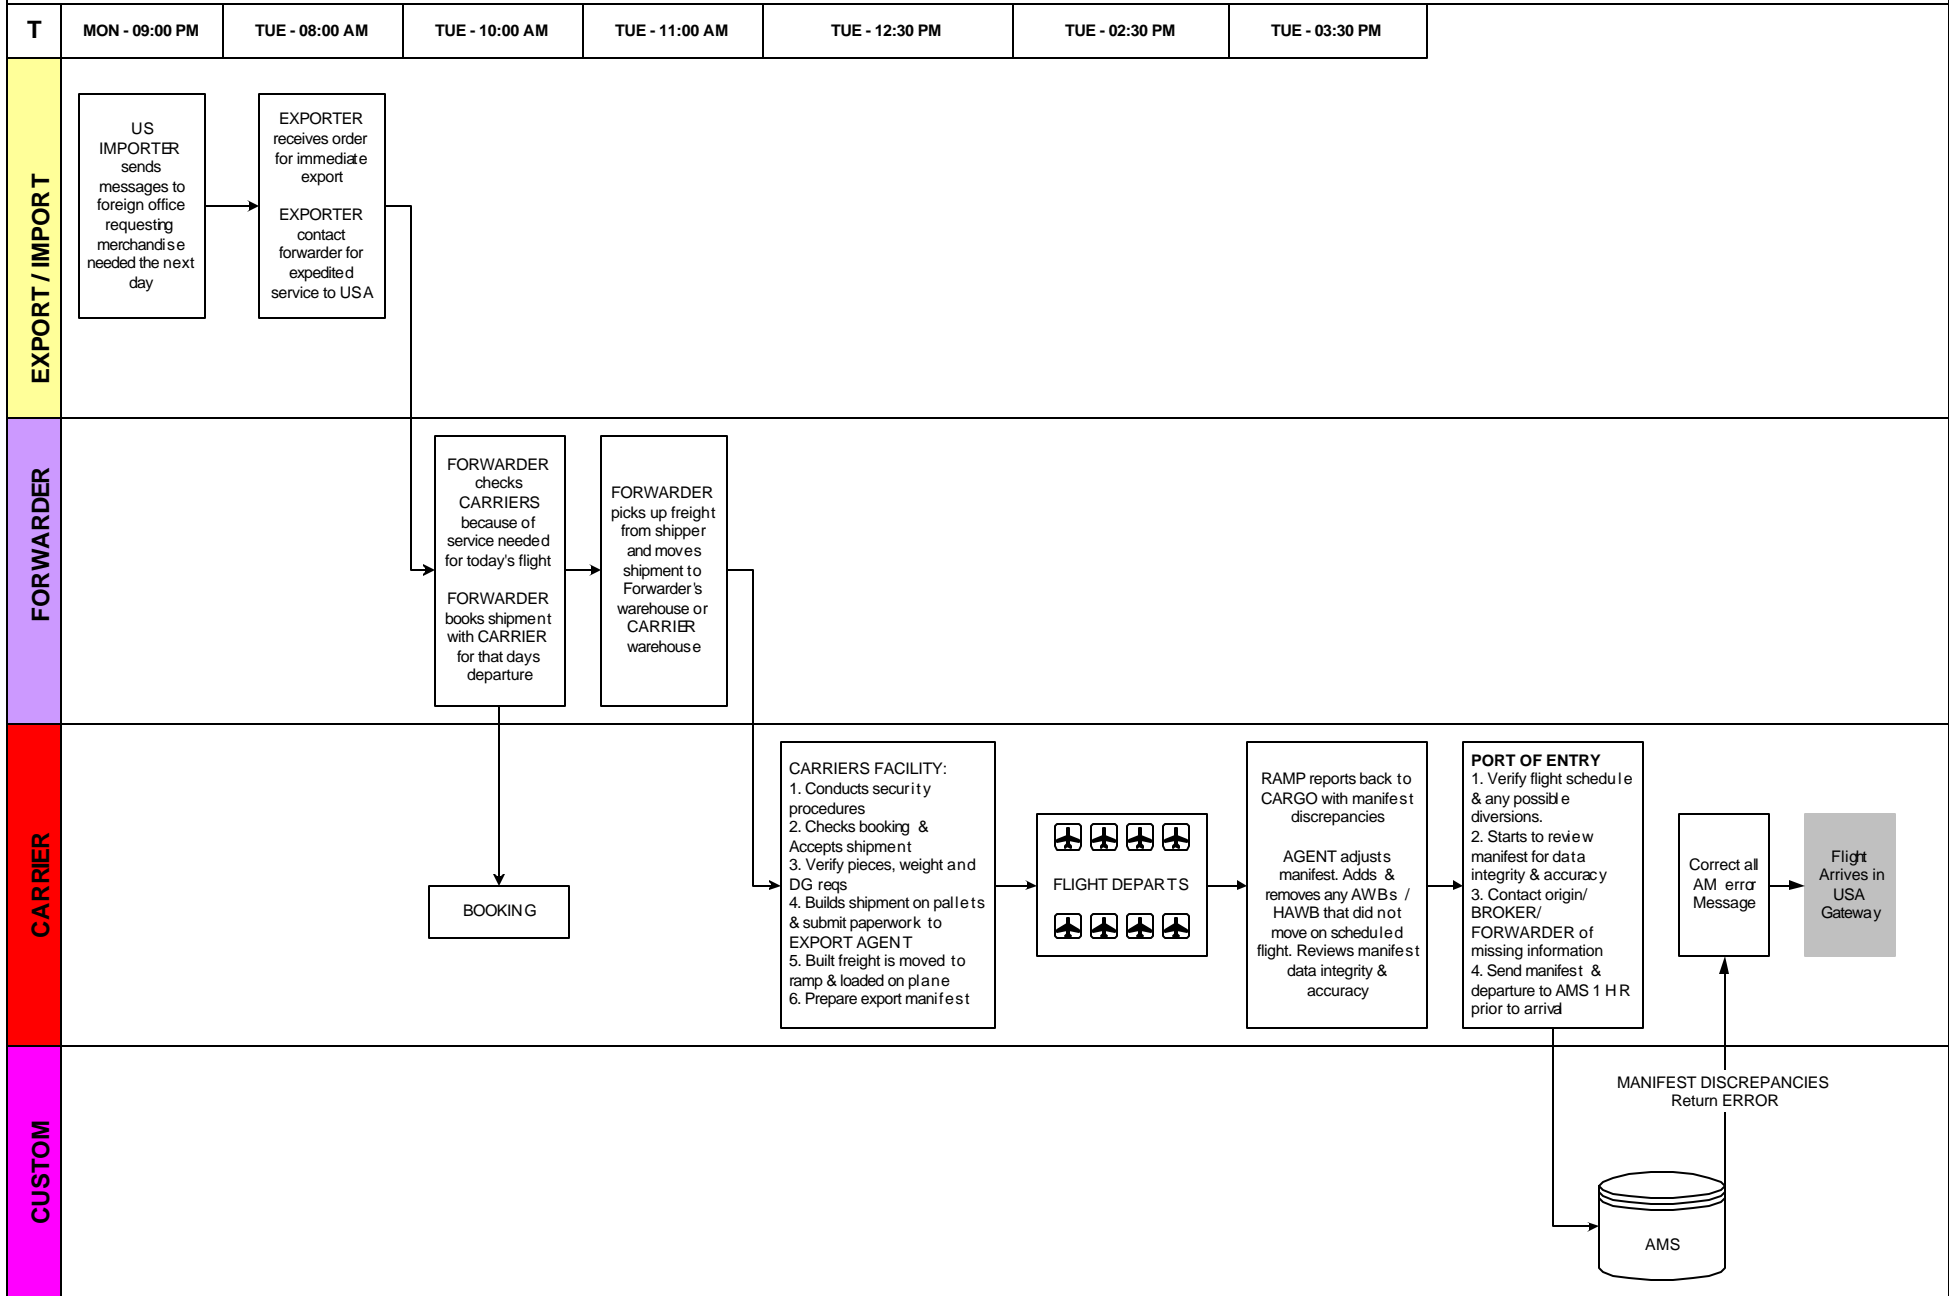 T
MON - 09:00 PM
TUE - 08:00 AM
TUE - 10:00 AM
TUE - 11:00 AM
TUE - 12:30 PM
TUE - 02:30 PM
TUE - 03:30 PM
EXPORT / IMPORT
US
IMPORTER
sends
messages to
foreign office
requesting
merchandise
needed the next
day
EXPORTER
receives order
for immediate
export
EXPORTER
contact
forwarder for
expedited
service to USA
FORWARDER
FORWARDER
checks
CARRIERS
because of
service needed
for today's flight
FORWARDER
books shipment
with CARRIER
for that days
departure
FORWARDER
picks up freight
from shipper
and moves
shipment to
Forwarder's
warehouse or
CARRIER
warehouse
CARRIER
BOOKING
CARRIERS FACILITY:
1. Conducts security
procedures
2. Checks booking &
Accepts shipment
3. Verify pieces, weight and
DG reqs
4. Builds shipment on pallets
& submit paperwork to
EXPORT AGENT
5. Built freight is moved to
ramp & loaded on plane
6. Prepare export manifest
FLIGHT DEPARTS
RAMP reports back to
CARGO with manifest
discrepancies
AGENT adjusts
manifest. Adds &
removes any AWBs /
HAWB that did not
move on scheduled
flight. Reviews manifest
data integrity &
accuracy
PORT OF ENTRY
1. Verify flight schedule
& any possible
diversions.
2. Starts to review
manifest for data
integrity & accuracy
3. Contact origin/
BROKER/
FORWARDER of
missing information
4. Send manifest &
departure to AMS 1 HR
prior to arrival
Correct all
AM error
Message
Flight
Arrives in
USA
Gateway
CUSTOM
MANIFEST DISCREPANCIES
Return ERROR
AMS